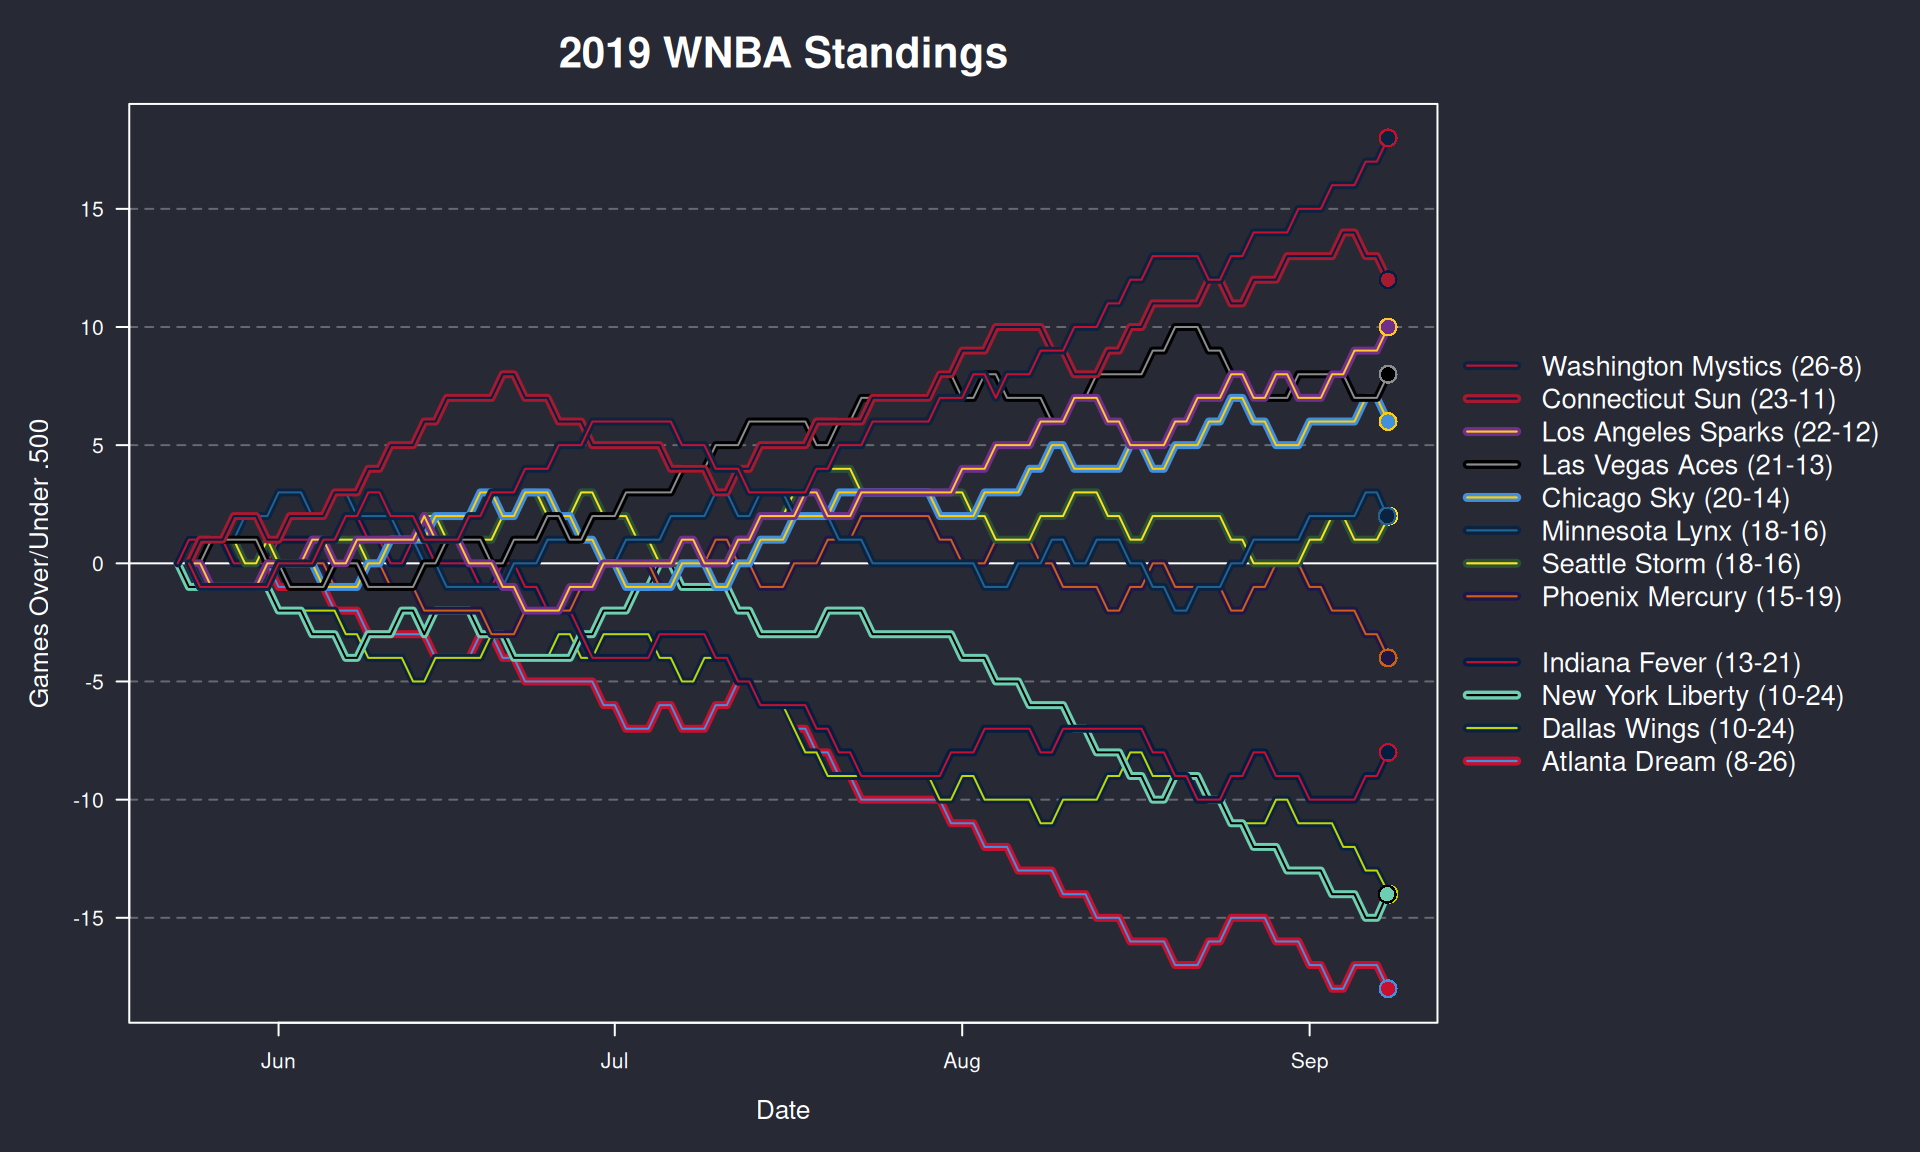 2019 WNBA Standings
Games Over/Under .500
15
10
5
0
-5
-10
-15
Jun
Jul
Aug
Sep
Date
Washington Mystics (26-8)
Connecticut Sun (23-11)
Los Angeles Sparks (22-12)
Las Vegas Aces (21-13)
Chicago Sky (20-14)
Minnesota Lynx (18-16)
Seattle Storm (18-16)
Phoenix Mercury (15-19)
Indiana Fever (13-21)
New York Liberty (10-24)
Dallas Wings (10-24)
Atlanta Dream (8-26)